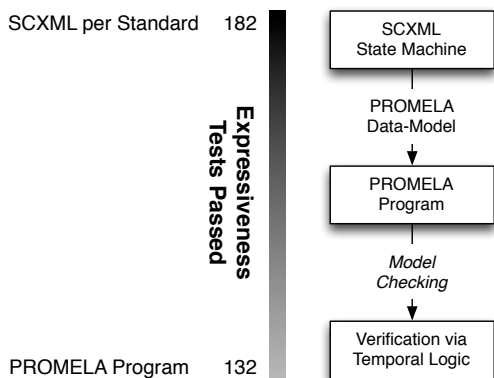 SCXML per Standard 182
Expressiveness
Tests Passed
PROMELA Program 132
SCXML
State Machine
PROMELA
Data-Model
PROMELA
Program
Model
Checking
Verification via
Temporal Logic